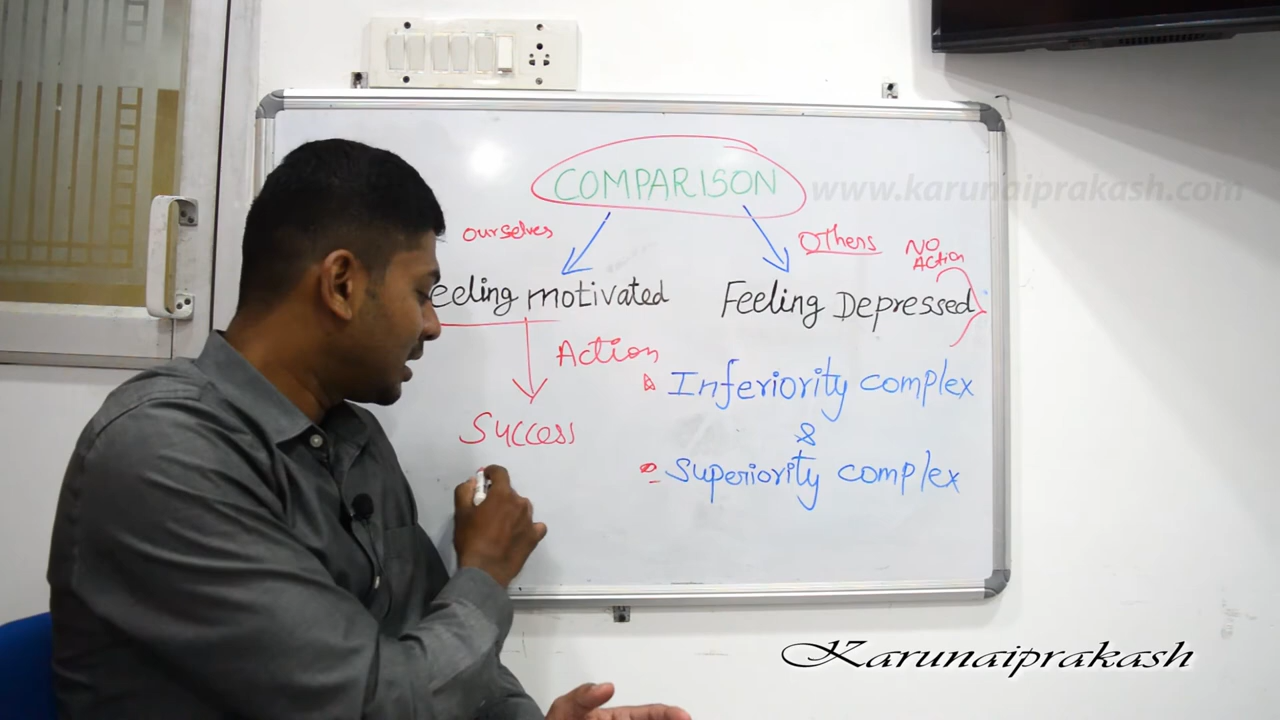 COMPARISON
www.karunaiprakash.com
ourselves
Others
NO
Action
eeling motivated
Feeling Depressed
Action
Inferiority complex
Success
&
Superiority complex
Karunaiprakash